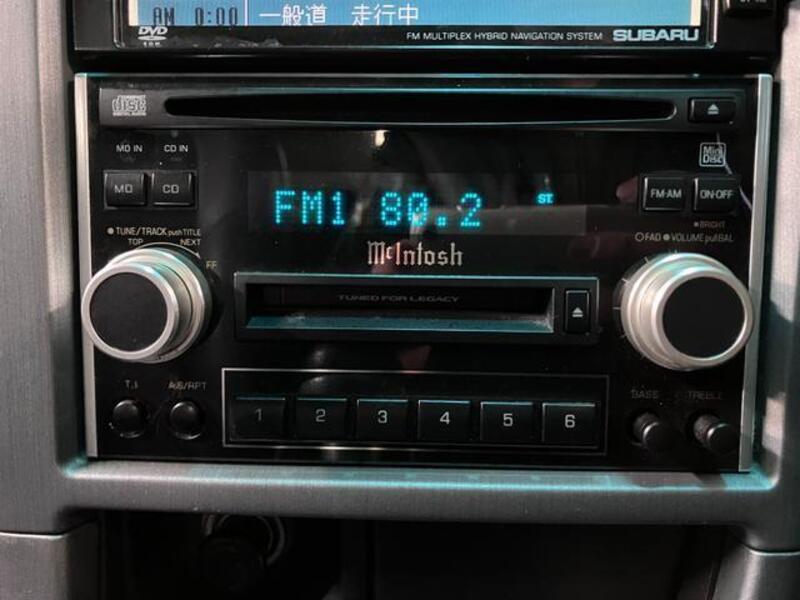 AM 0:00 一般道 走行中
DVD
FM MULTIPLEX HYBRID NAVIGATION SYSTEM SUBARU
COMPACT
disc
DIGITAL AUDIO
MD IN CD IN
Mini Disc
MD CD
FM1 80.2 ST
FM·AM ON·OFF
BRIGHT
TUNE/TRACK push TITLE
FAD VOLUME pull BAL
TOP NEXT
McIntosh
FF
TUNED FOR LEGACY
T.I A.S/RPT
BASS TREBLE
1 2 3 4 5 6